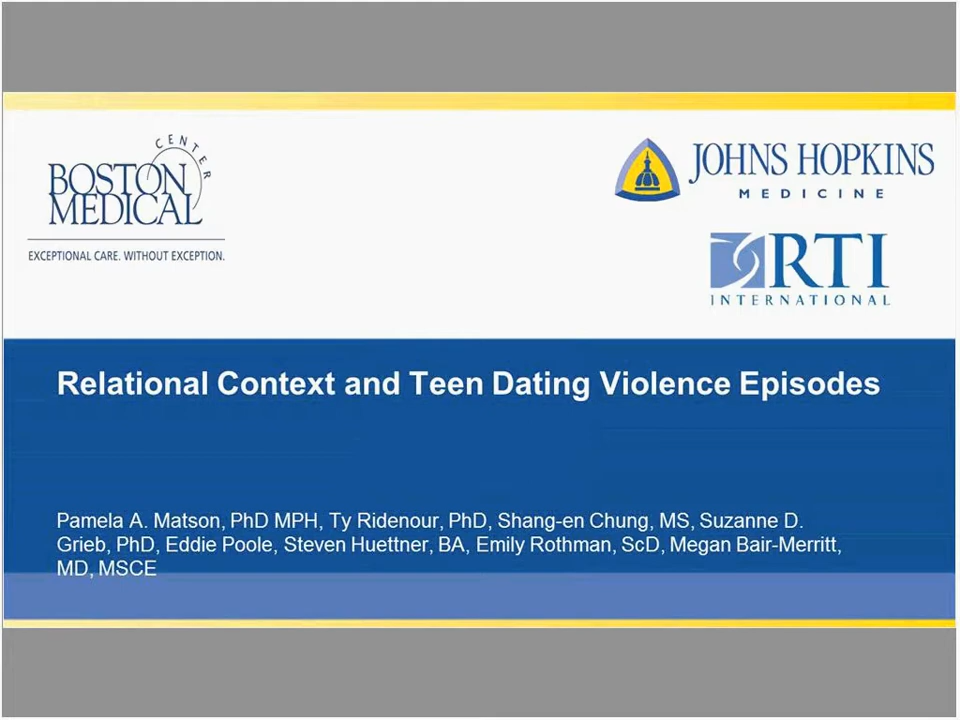 CENTER
BOSTON
MEDICAL
EXCEPTIONAL CARE. WITHOUT EXCEPTION.
JOHNS HOPKINS
MEDICINE
RTI
INTERNATIONAL
Relational Context and Teen Dating Violence Episodes
Pamela A. Matson, PhD MPH, Ty Ridenour, PhD, Shang-en Chung, MS, Suzanne D.
Grieb, PhD, Eddie Poole, Steven Huettner, BA, Emily Rothman, ScD, Megan Bair-Merritt,
MD, MSCE